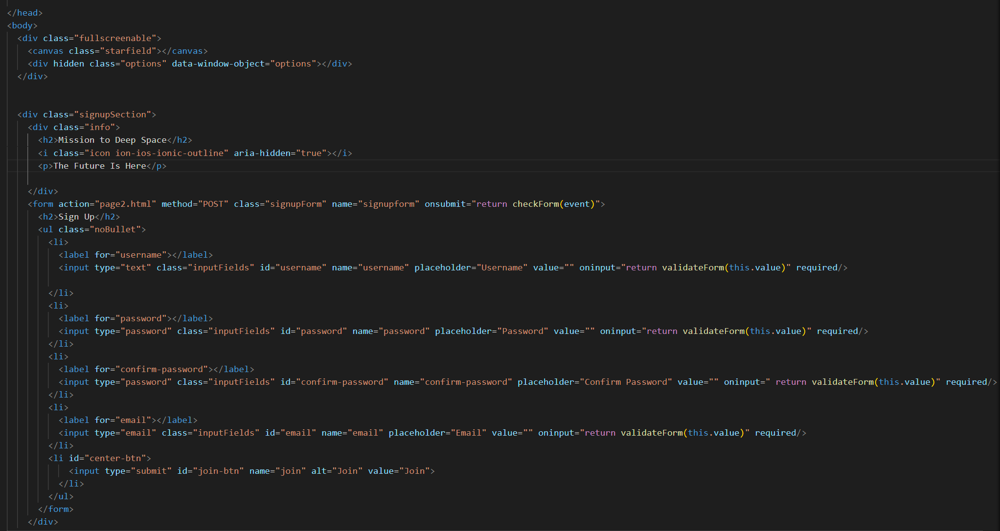 </head>
<body>
<div class="fullscreenable">
<canvas class="starfield"></canvas>
<div hidden class="options" data-window-object="options"></div>
</div>
<div class="signupSection">
<div class="info">
<h2>Mission to Deep Space</h2>
<i class="icon ion-ios-ionic-outline" aria-hidden="true"></i>
<p>The Future Is Here</p>
</div>
<form action="page2.html" method="POST" class="signupForm" name="signupform" onsubmit="return checkForm(event)">
<h2>Sign Up</h2>
<ul class="noBullet">
<li>
<label for="username"></label>
<input type="text" class="inputFields" id="username" name="username" placeholder="Username" value="" oninput="return validateForm(this.value)" required/>
</li>
<li>
<label for="password"></label>
<input type="password" class="inputFields" id="password" name="password" placeholder="Password" value="" oninput="return validateForm(this.value)" required/>
</li>
<li>
<label for="confirm-password"></label>
<input type="password" class="inputFields" id="confirm-password" name="confirm-password" placeholder="Confirm Password" value="" oninput=" return validateForm(this.value)" required/>
</li>
<li>
<label for="email"></label>
<input type="email" class="inputFields" id="email" name="email" placeholder="Email" value="" oninput="return validateForm(this.value)" required/>
</li>
<li id="center-btn">
<input type="submit" id="join-btn" name="join" alt="Join" value="Join">
</li>
</ul>
</form>
</div>